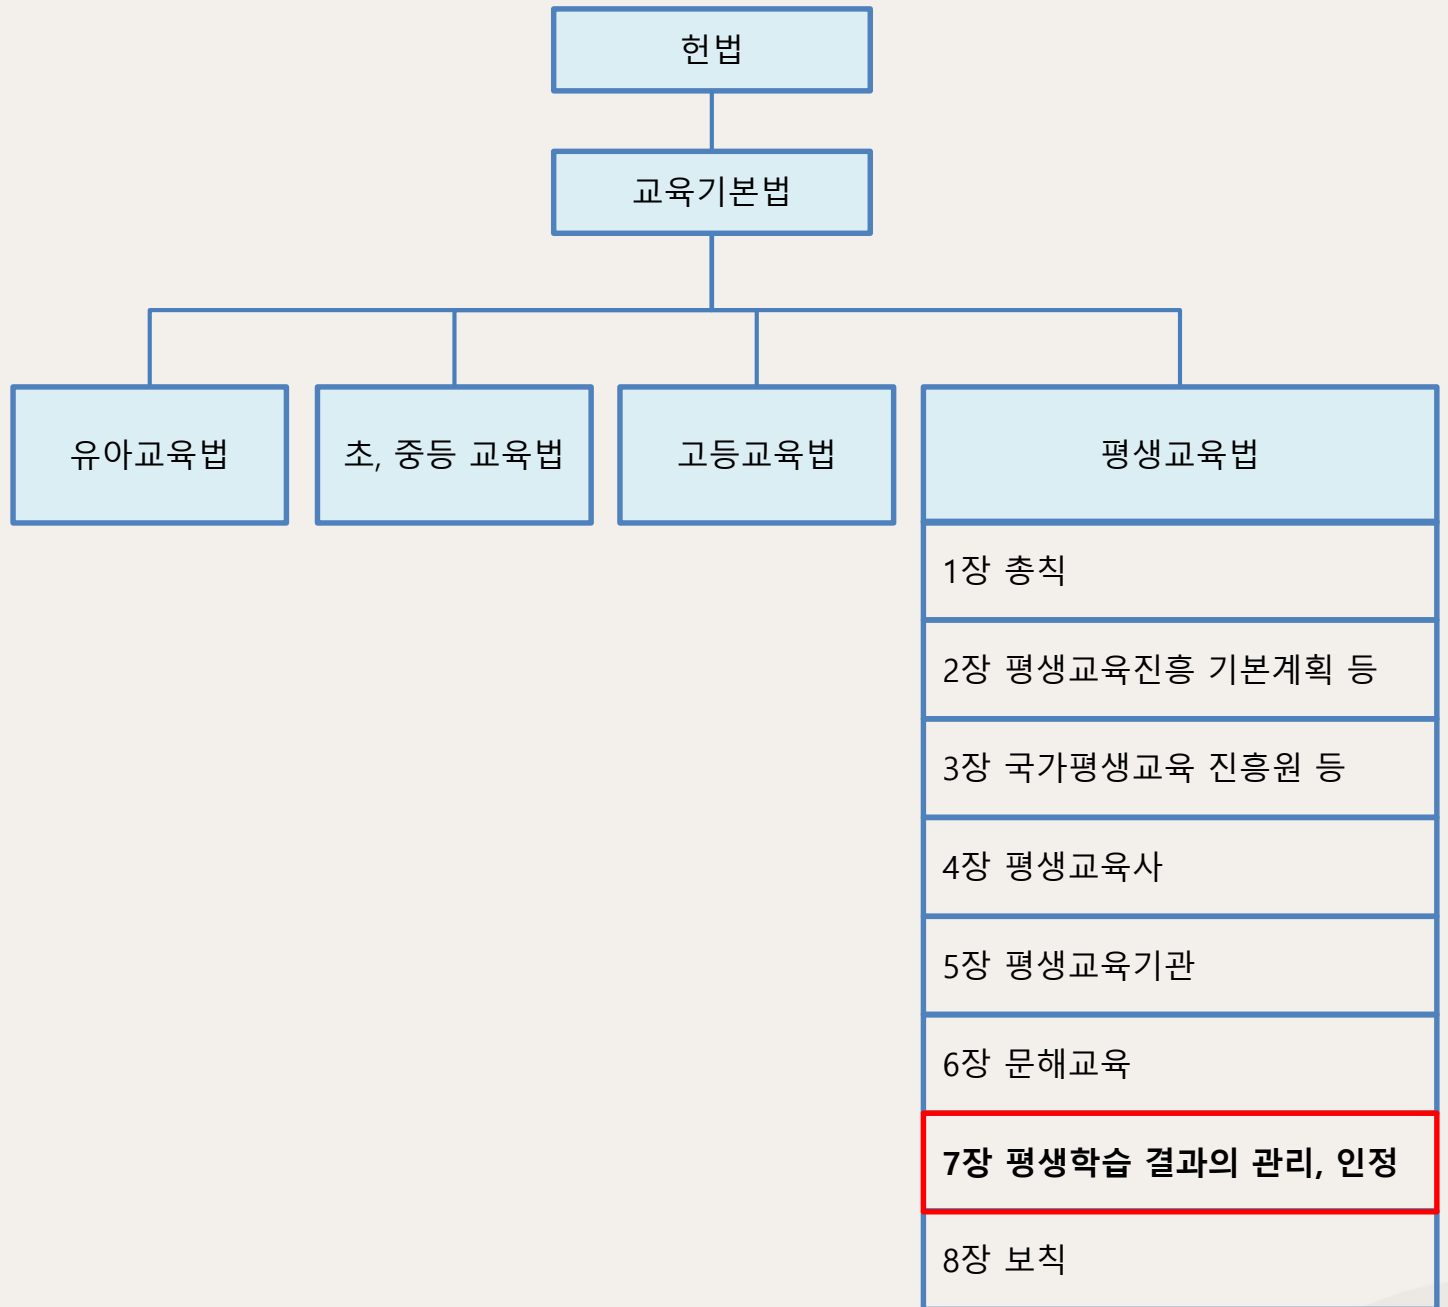 헌법
교육기본법
유아교육법
초, 중등 교육법
고등교육법
평생교육법
1장 총칙
2장 평생교육진흥 기본계획 등
3장 국가평생교육 진흥원 등
4장 평생교육사
5장 평생교육기관
6장 문해교육
7장 평생학습 결과의 관리, 인정
8장 보칙